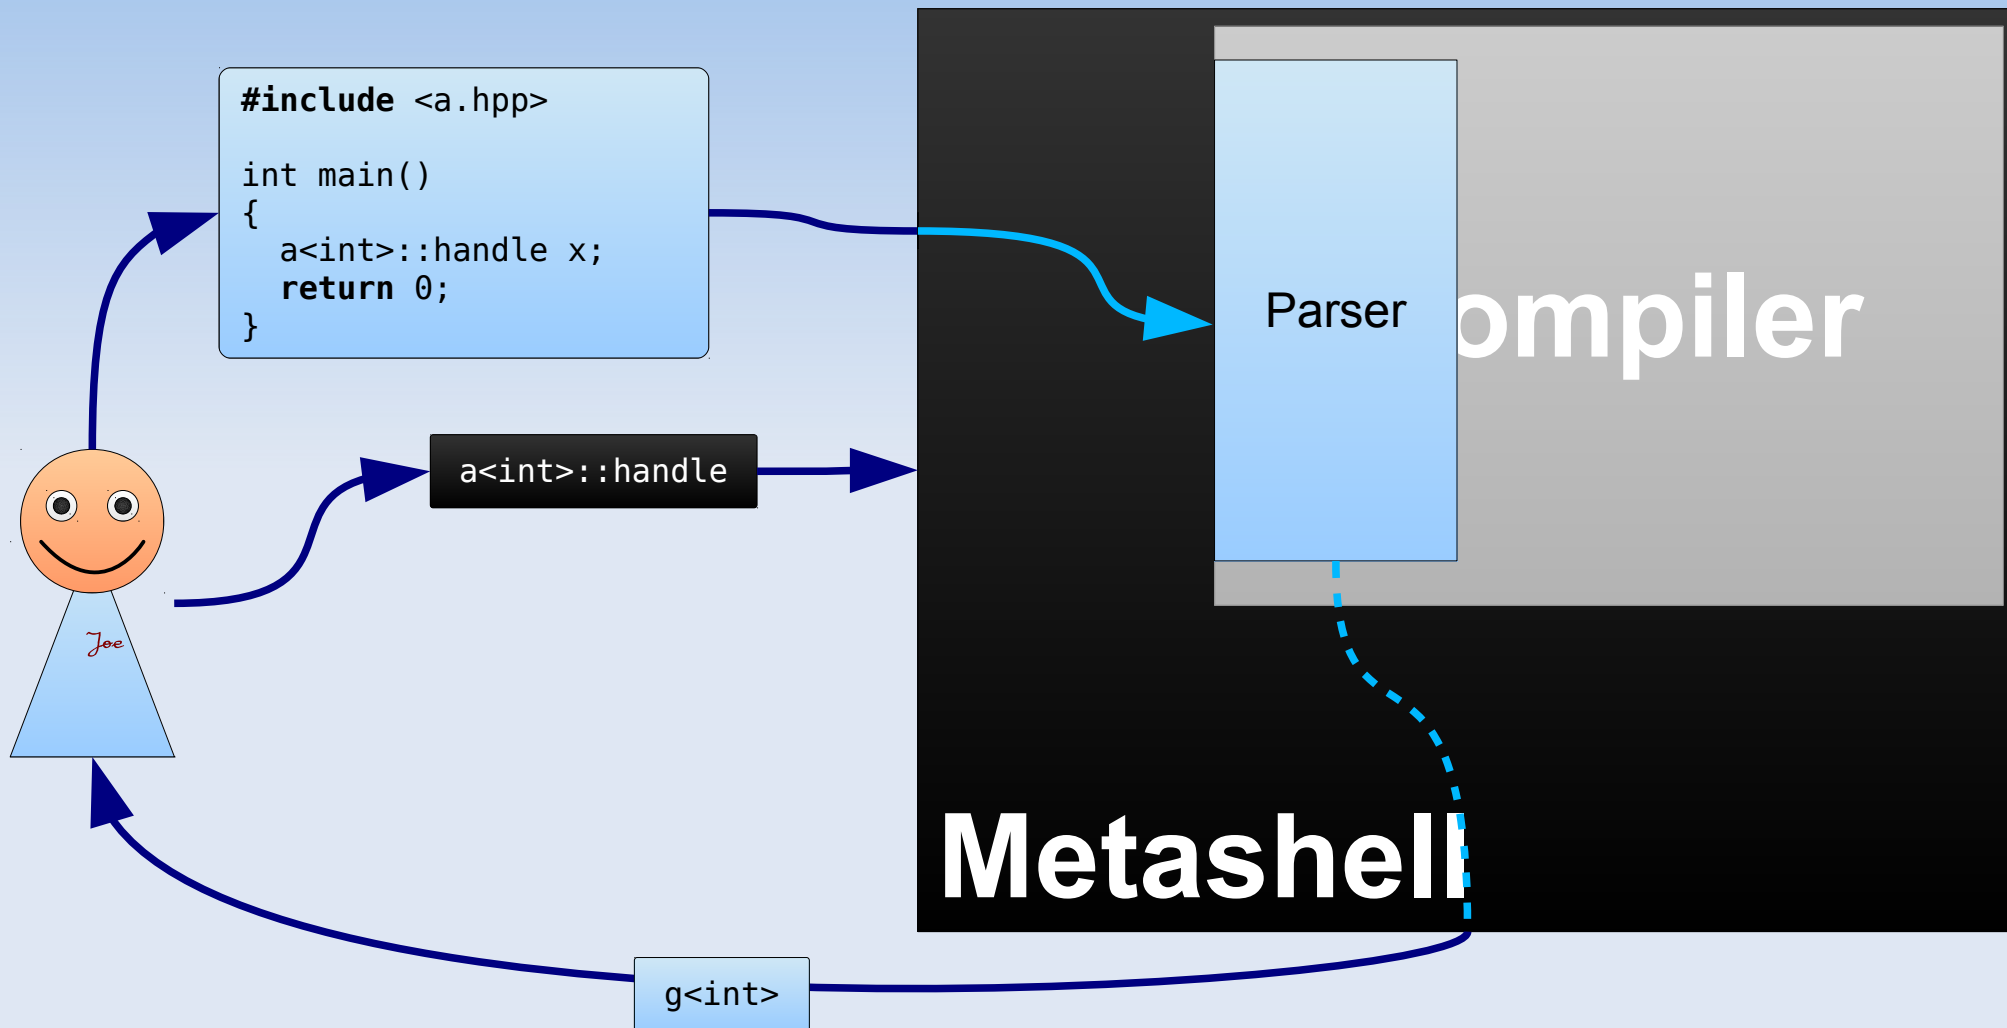 #include <a.hpp>
int main()
{
  a<int>::handle x;
  return 0;
}
Parser
ompiler
a<int>::handle
Joe
Metashell
g<int>